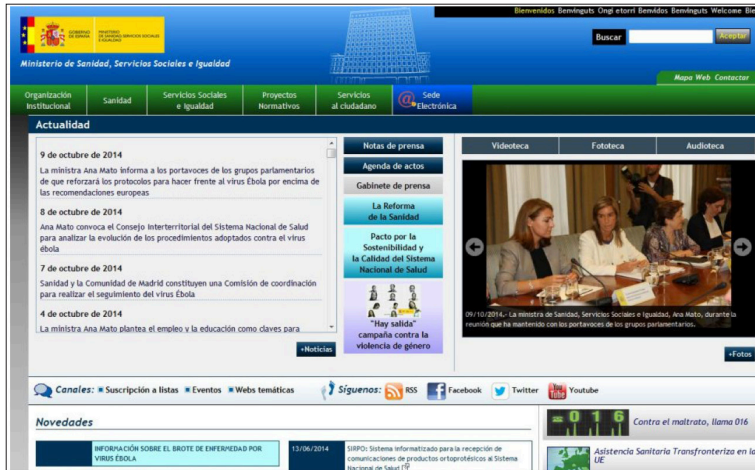 Bienvenidos Benvinguts Ongi etorri Benvidos Benvinguts Welcome Bie
GOBIERNO
DE ESPAÑA
MINISTERIO
DE SANIDAD, SERVICIOS SOCIALES
E IGUALDAD
Buscar
Aceptar
Ministerio de Sanidad, Servicios Sociales e Igualdad
Mapa Web Contactar
Organización
Institucional
Sanidad
Servicios Sociales
e Igualdad
Proyectos
Normativos
Servicios
al ciudadano
@ Sede
Electrónica
Actualidad
9 de octubre de 2014
La ministra Ana Mato informa a los portavoces de los grupos parlamentarios
de que reforzará los protocolos para hacer frente al virus Ébola por encima de
las recomendaciones europeas
8 de octubre de 2014
Ana Mato convoca el Consejo Interterritorial del Sistema Nacional de Salud
para analizar la evolución de los procedimientos adoptados contra el virus
ébola
7 de octubre de 2014
Sanidad y la Comunidad de Madrid constituyen una Comisión de coordinación
para realizar el seguimiento del virus Ébola
4 de octubre de 2014
La ministra Ana Mato plantea el empleo y la educación como claves para
+Noticias
Notas de prensa
Agenda de actos
Gabinete de prensa
La Reforma
de la Sanidad
Pacto por la
Sostenibilidad y
la Calidad del Sistema
Nacional de Salud
"Hay salida"
campaña contra la
violencia de género
Videoteca
Fototeca
Audioteca
09/10/2014.- La ministra de Sanidad, Servicios Sociales e Igualdad, Ana Mato, durante la
reunión que ha mantenido con los portavoces de los grupos parlamentarios.
+Fotos
Canales: Suscripción a listas Eventos Webs temáticas
Síguenos: RSS Facebook Twitter You Tube Youtube
Novedades
INFORMACIÓN SOBRE EL BROTE DE ENFERMEDAD POR
VIRUS ÉBOLA
13/06/2014
SIRPO: Sistema informatizado para la recepción de
comunicaciones de productos ortoprotésicos al Sistema
Nacional de Salud
016
Contra el maltrato, llama 016
Asistencia Sanitaria Transfronteriza en la
UE